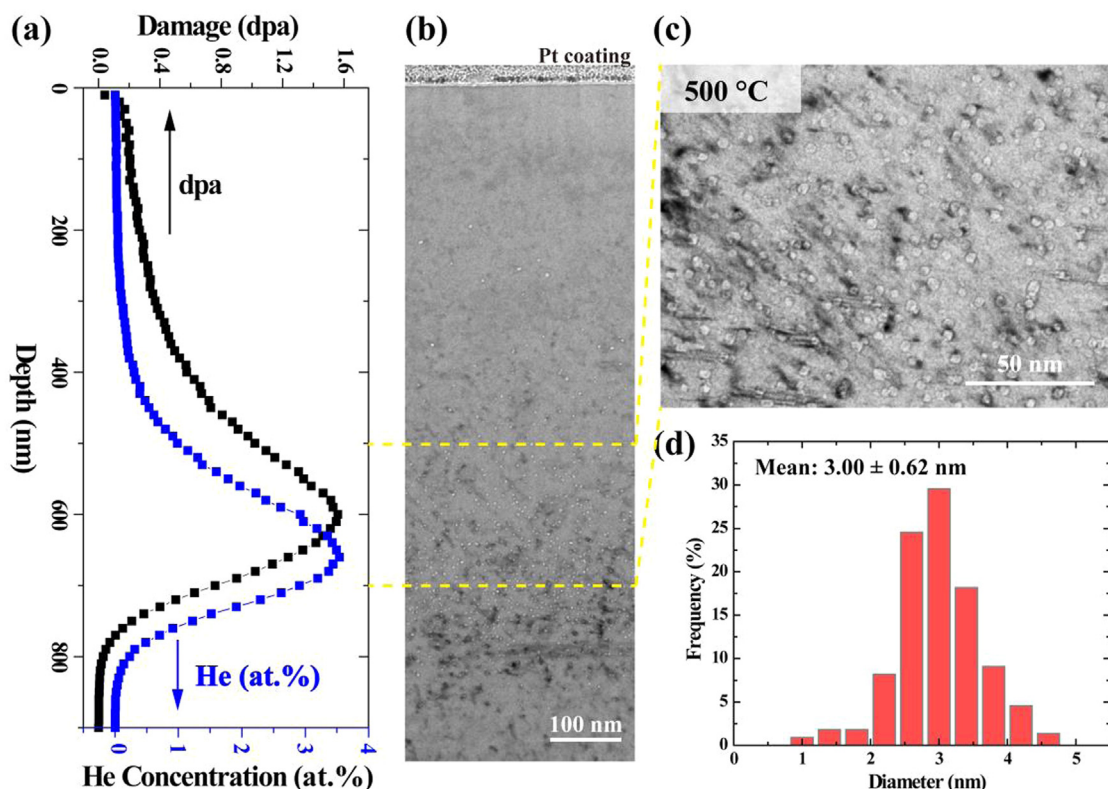 (a)
Damage (dpa)
0.0 0.4 0.8 1.2 1.6
0
200
400
600
800
Depth (nm)
dpa
He (at.%)
0 1 2 3 4
He Concentration (at.%)
(b)
Pt coating
100 nm
(c)
500 °C
50 nm
(d)
Mean: 3.00 ± 0.62 nm
35
30
25
20
15
10
5
0
Frequency (%)
0 1 2 3 4 5
Diameter (nm)